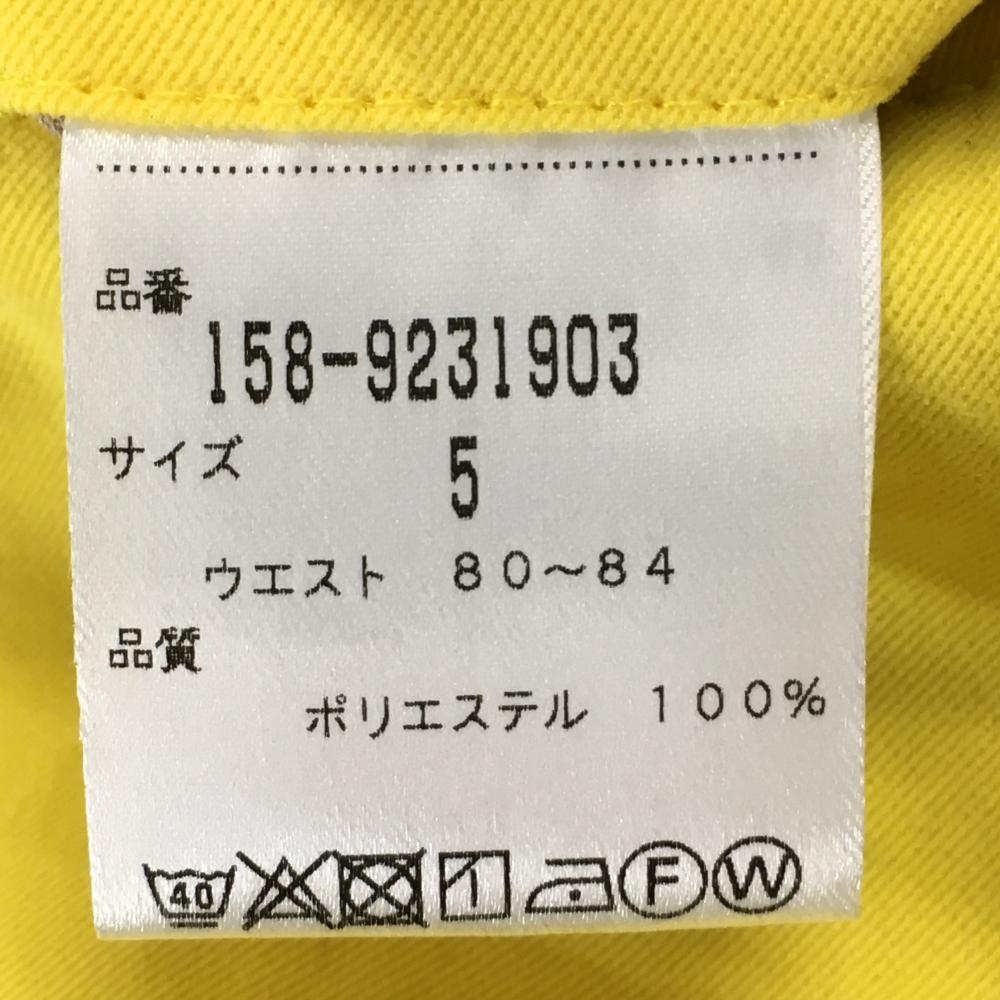 品番
158-9231903
サイズ 5
ウエスト 80～84
品質
ポリエステル 100%
40 F W